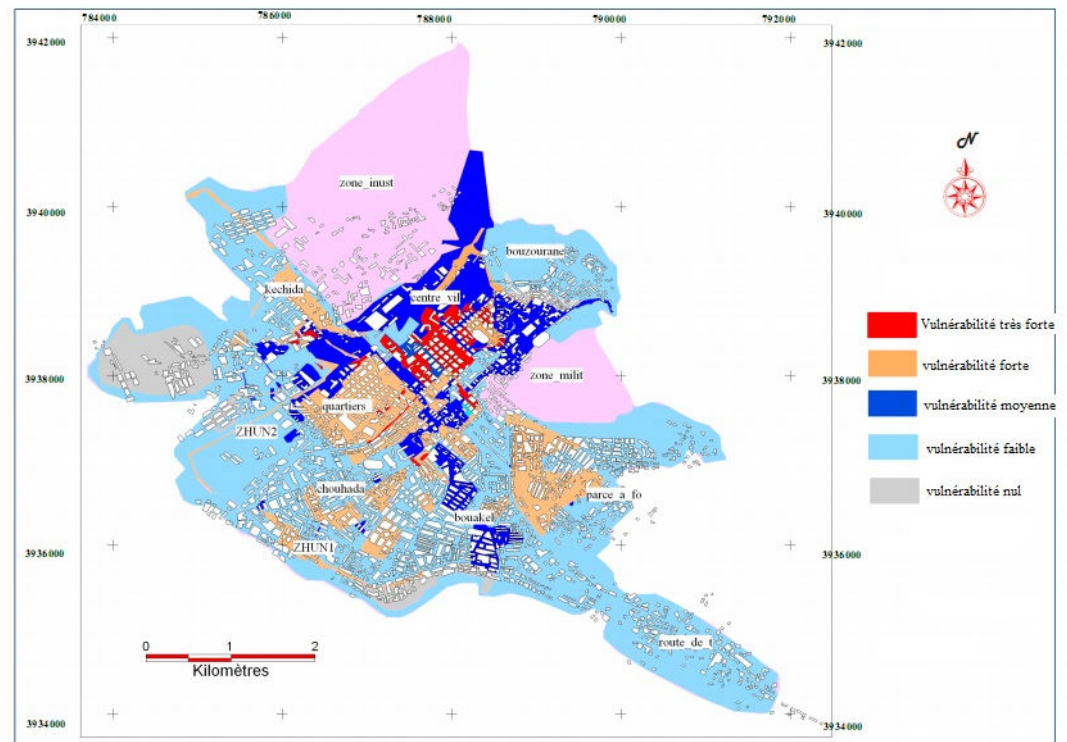 784000 786000 788000 790000 792000
3942000 3942000
N
zone_inust
3940000 3940000
bouzourane
kechida
centre_vil
Vulnérabilité très forte
vulnérabilité forte
3938000 3938000
zone_milit
vulnérabilité moyenne
quartiers
ZHUN2
vulnérabilité faible
chouhada
parce_a_fo
vulnérabilité nul
bouakel
ZHUN1
3936000 3936000
route_de_t
0 1 2
Kilomètres
3934000 3934000